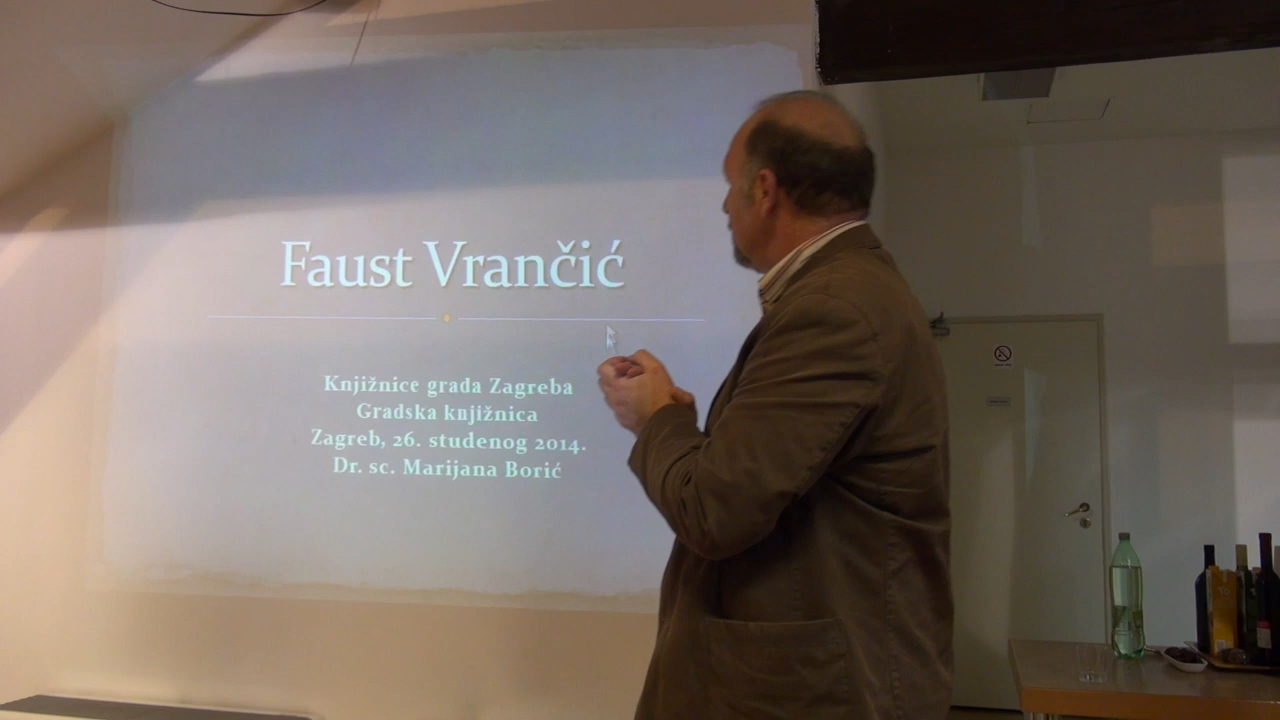 Faust Vrančić
Knjižnice grada Zagreba
Gradska knjižnica
Zagreb, 26. studenog 2014.
Dr. sc. Marijana Borić